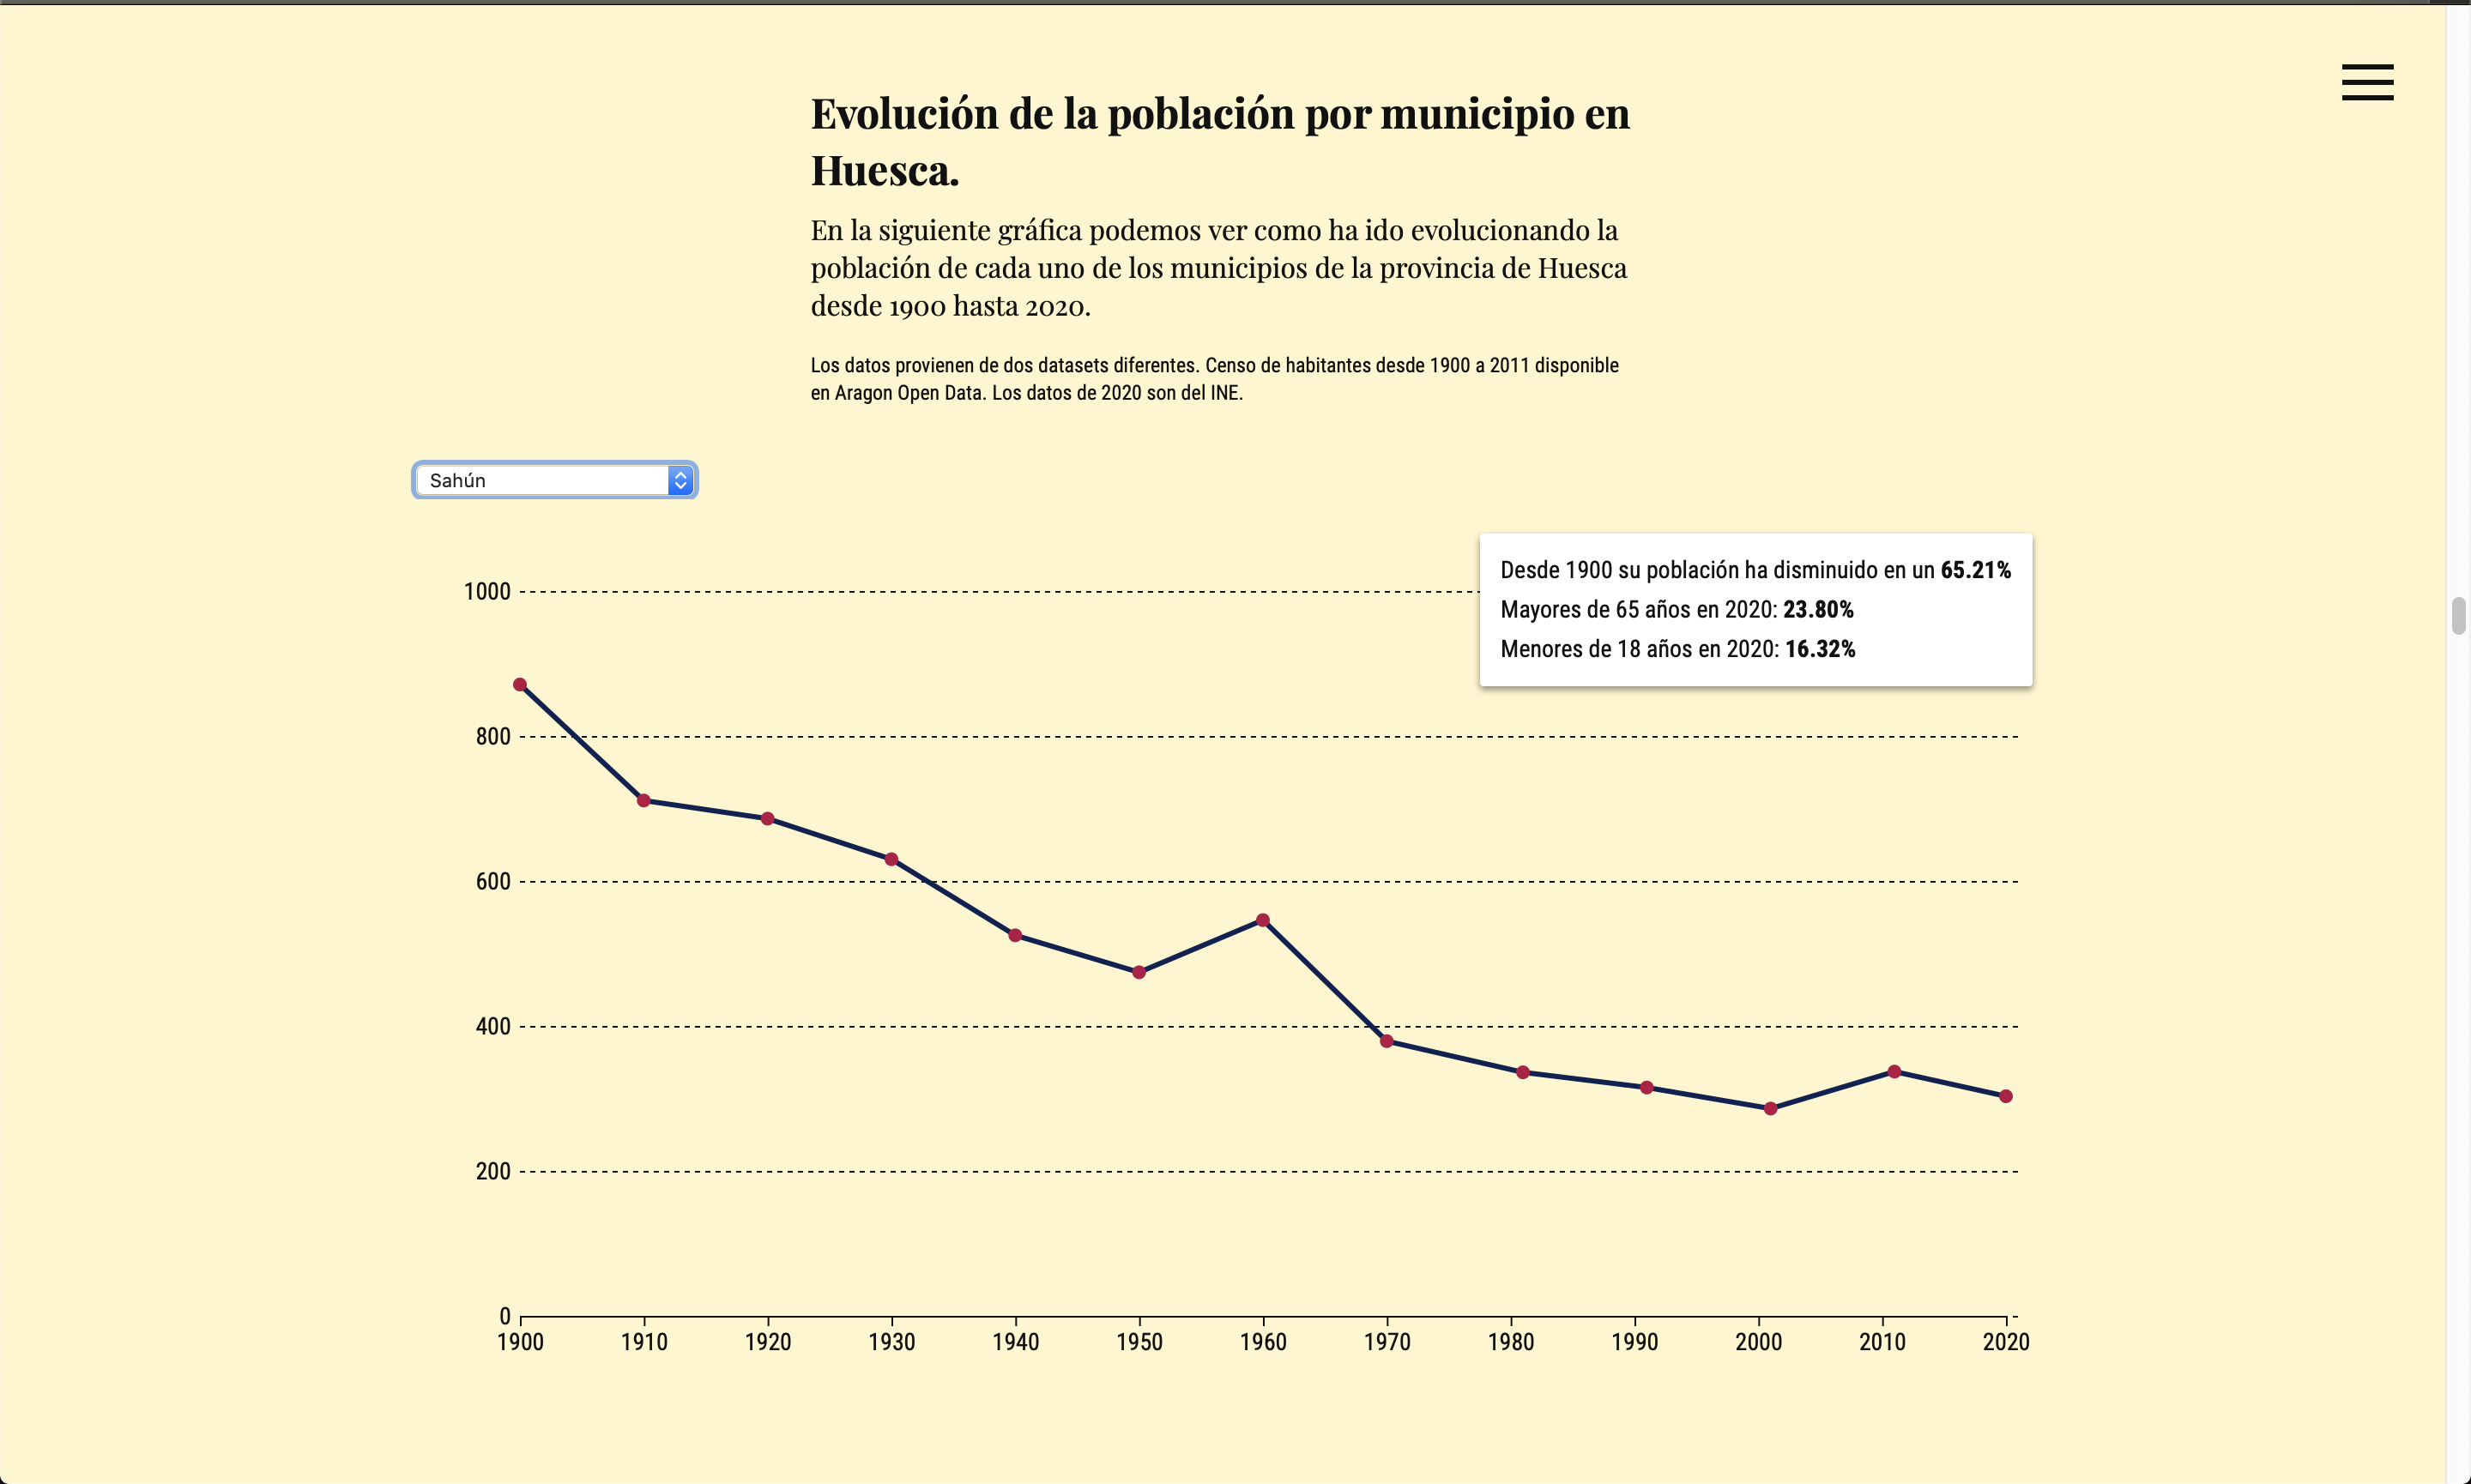 Evolución de la población por municipio en
Huesca.
En la siguiente gráfica podemos ver como ha ido evolucionando la
población de cada uno de los municipios de la provincia de Huesca
desde 1900 hasta 2020.
Los datos provienen de dos datasets diferentes. Censo de habitantes desde 1900 a 2011 disponible
en Aragon Open Data. Los datos de 2020 son del INE.
Sahún
Desde 1900 su población ha disminuido en un 65.21%
Mayores de 65 años en 2020: 23.80%
Menores de 18 años en 2020: 16.32%
1000
800
600
400
200
0
1900 1910 1920 1930 1940 1950 1960 1970 1980 1990 2000 2010 2020